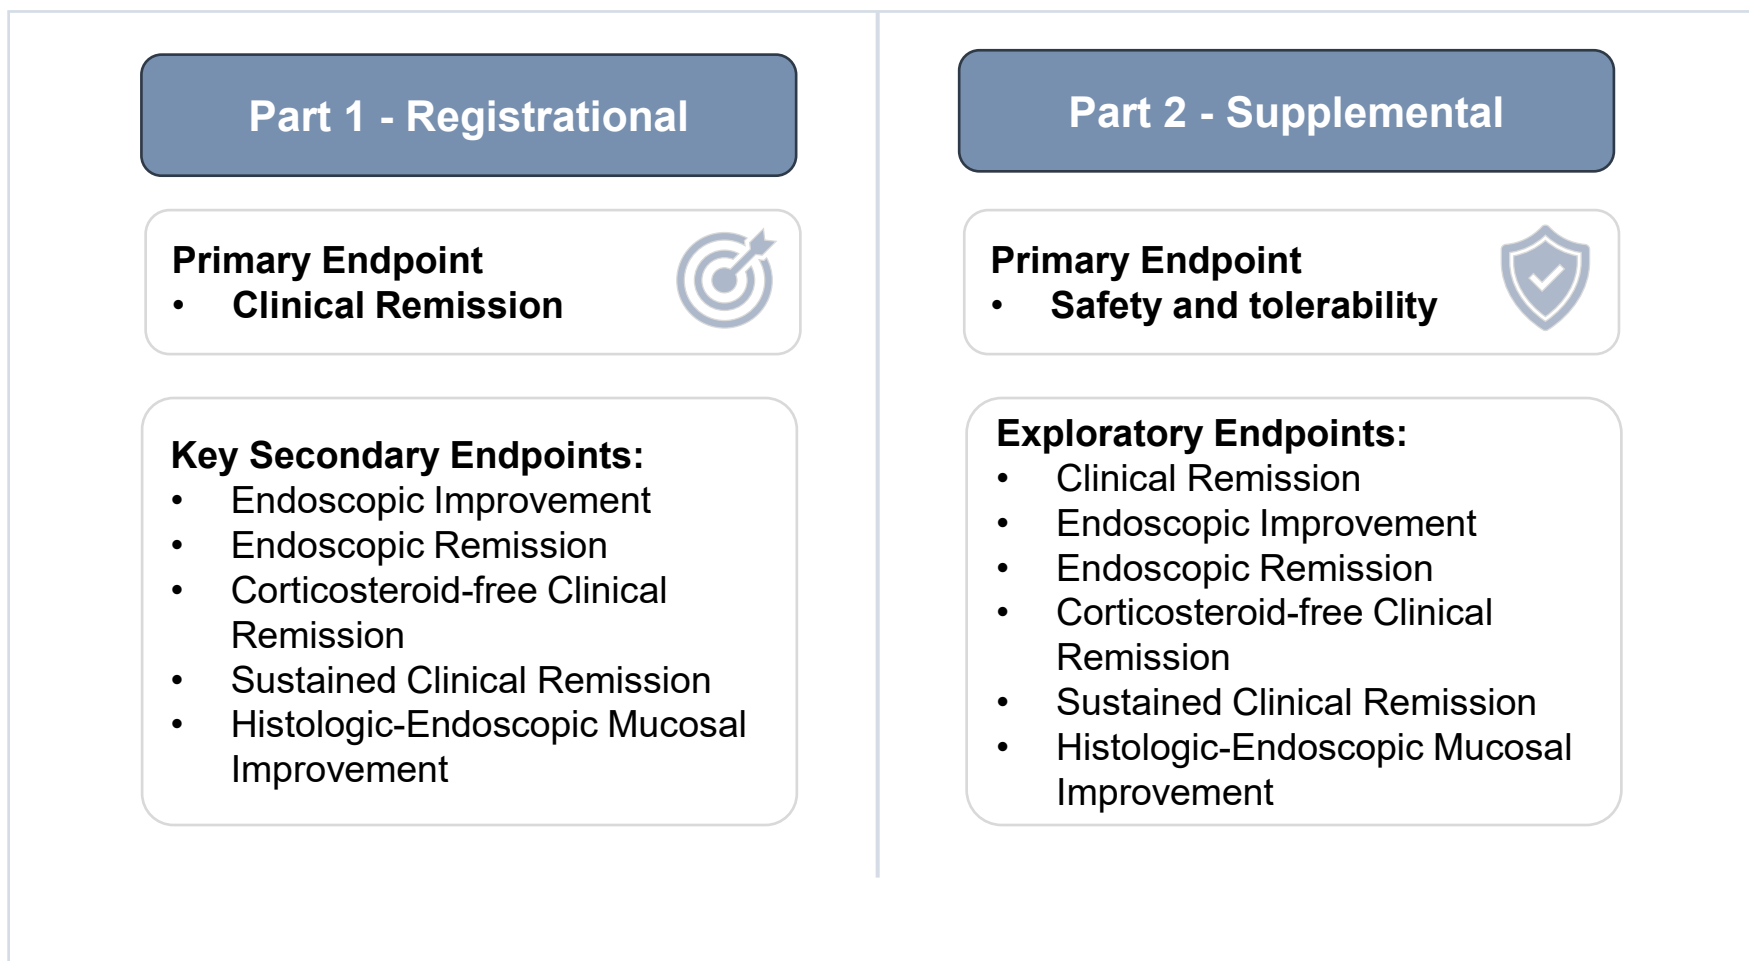 Part 1 - Registrational
Primary Endpoint
• Clinical Remission
Key Secondary Endpoints:
• Endoscopic Improvement
• Endoscopic Remission
• Corticosteroid-free Clinical
Remission
• Sustained Clinical Remission
• Histologic-Endoscopic Mucosal
Improvement
Part 2 - Supplemental
Primary Endpoint
• Safety and tolerability
Exploratory Endpoints:
• Clinical Remission
• Endoscopic Improvement
• Endoscopic Remission
• Corticosteroid-free Clinical
Remission
• Sustained Clinical Remission
• Histologic-Endoscopic Mucosal
Improvement